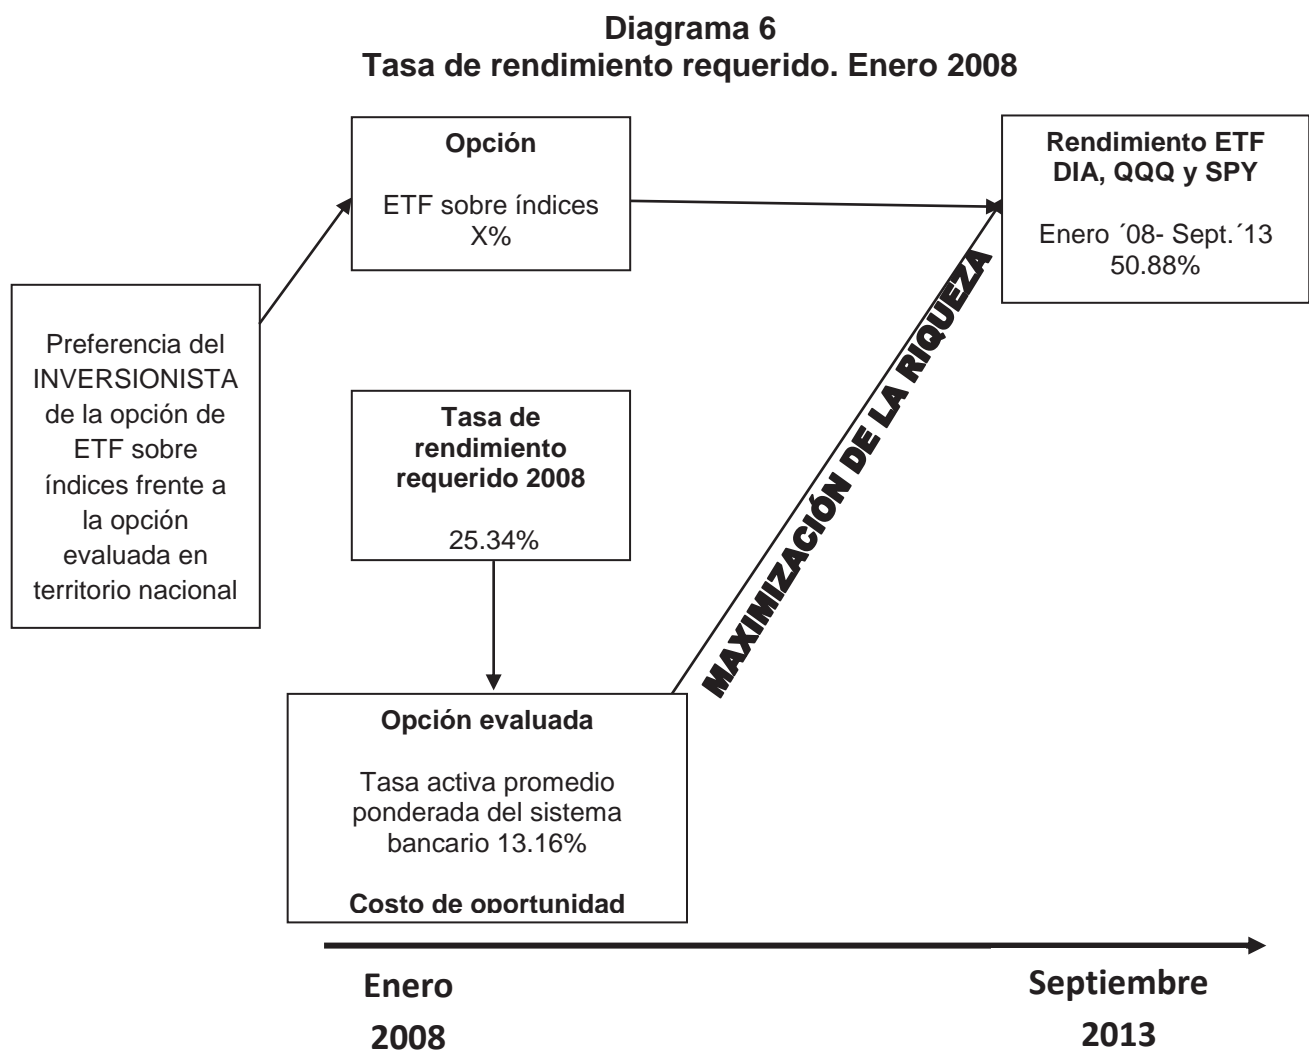 Diagrama 6
Tasa de rendimiento requerido. Enero 2008
Opción
ETF sobre índices
X%
Rendimiento ETF
DIA, QQQ y SPY
Enero ´08- Sept.´13
50.88%
Preferencia del
INVERSIONISTA
de la opción de
ETF sobre
índices frente a
la opción
evaluada en
territorio nacional
Tasa de
rendimiento
requerido 2008
25.34%
MAXIMIZACIÓN DE LA RIQUEZA
Opción evaluada
Tasa activa promedio
ponderada del sistema
bancario 13.16%
Costo de oportunidad
Enero
2008
Septiembre
2013